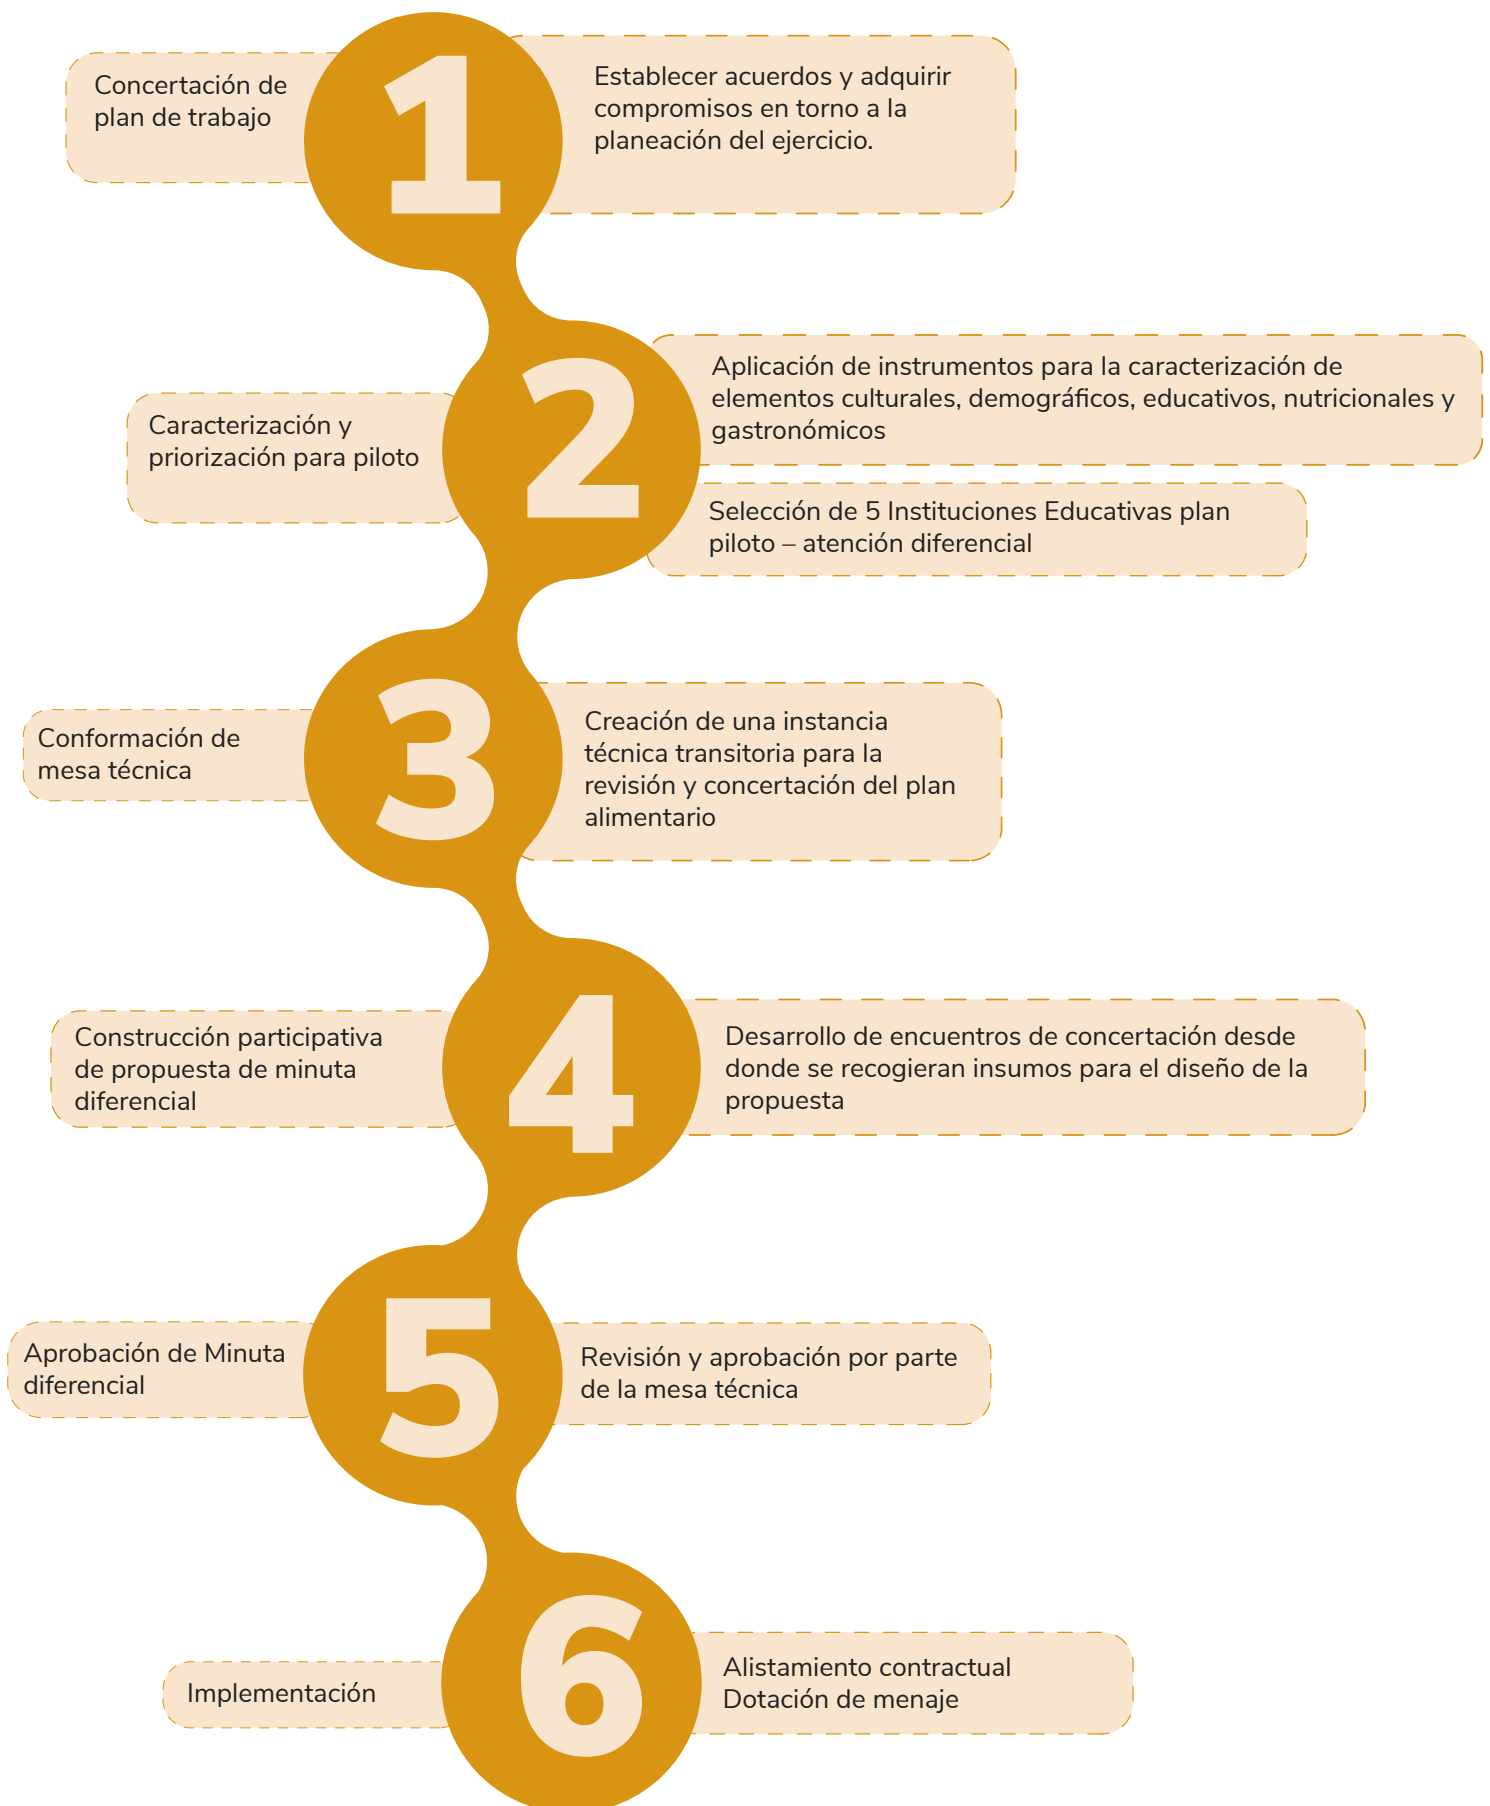 Concertación de
plan de trabajo
1
Establecer acuerdos y adquirir
compromisos en torno a la
planeación del ejercicio.
Caracterización y
priorización para piloto
2
Aplicación de instrumentos para la caracterización de
elementos culturales, demográficos, educativos, nutricionales y
gastronómicos
Selección de 5 Instituciones Educativas plan
piloto – atención diferencial
Conformación de
mesa técnica
3
Creación de una instancia
técnica transitoria para la
revisión y concertación del plan
alimentario
Construcción participativa
de propuesta de minuta
diferencial
4
Desarrollo de encuentros de concertación desde
donde se recogieran insumos para el diseño de la
propuesta
Aprobación de Minuta
diferencial
5
Revisión y aprobación por parte
de la mesa técnica
Implementación
6
Alistamiento contractual
Dotación de menaje